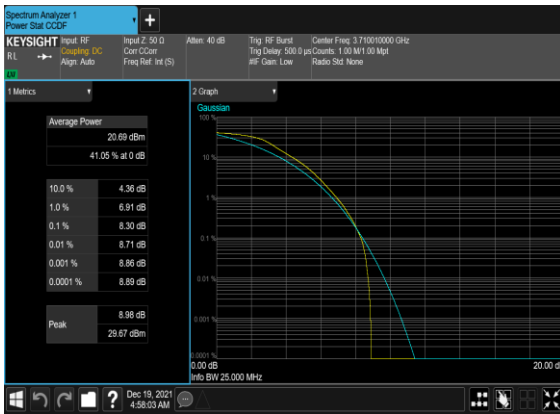 Spectrum Analyzer 1
Power Stat CCDF
+
KEYSIGHT Input: RF Input Z: 50 Ω Atten: 40 dB Trig: RF Burst Center Freq: 3.710010000 GHz
RL Coupling: DC Corr CCorr Trig Delay: 500.0 µs Counts: 1.00 M/1.00 Mpt
Align: Auto Freq Ref: Int (S) #IF Gain: Low Radio Std: None
1 Metrics
2 Graph
Average Power
20.69 dBm
41.05 % at 0 dB
10.0 % 4.36 dB
1.0 % 6.91 dB
0.1 % 8.30 dB
0.01 % 8.71 dB
0.001 % 8.86 dB
0.0001 % 8.89 dB
Peak
8.98 dB
29.67 dBm
Gaussian
100 %
10 %
1 %
0.1 %
0.01 %
0.001 %
0.0001 %
0.00 dB 20.00 d
Info BW 25.000 MHz
? Dec 19, 2021
4:58:03 AM